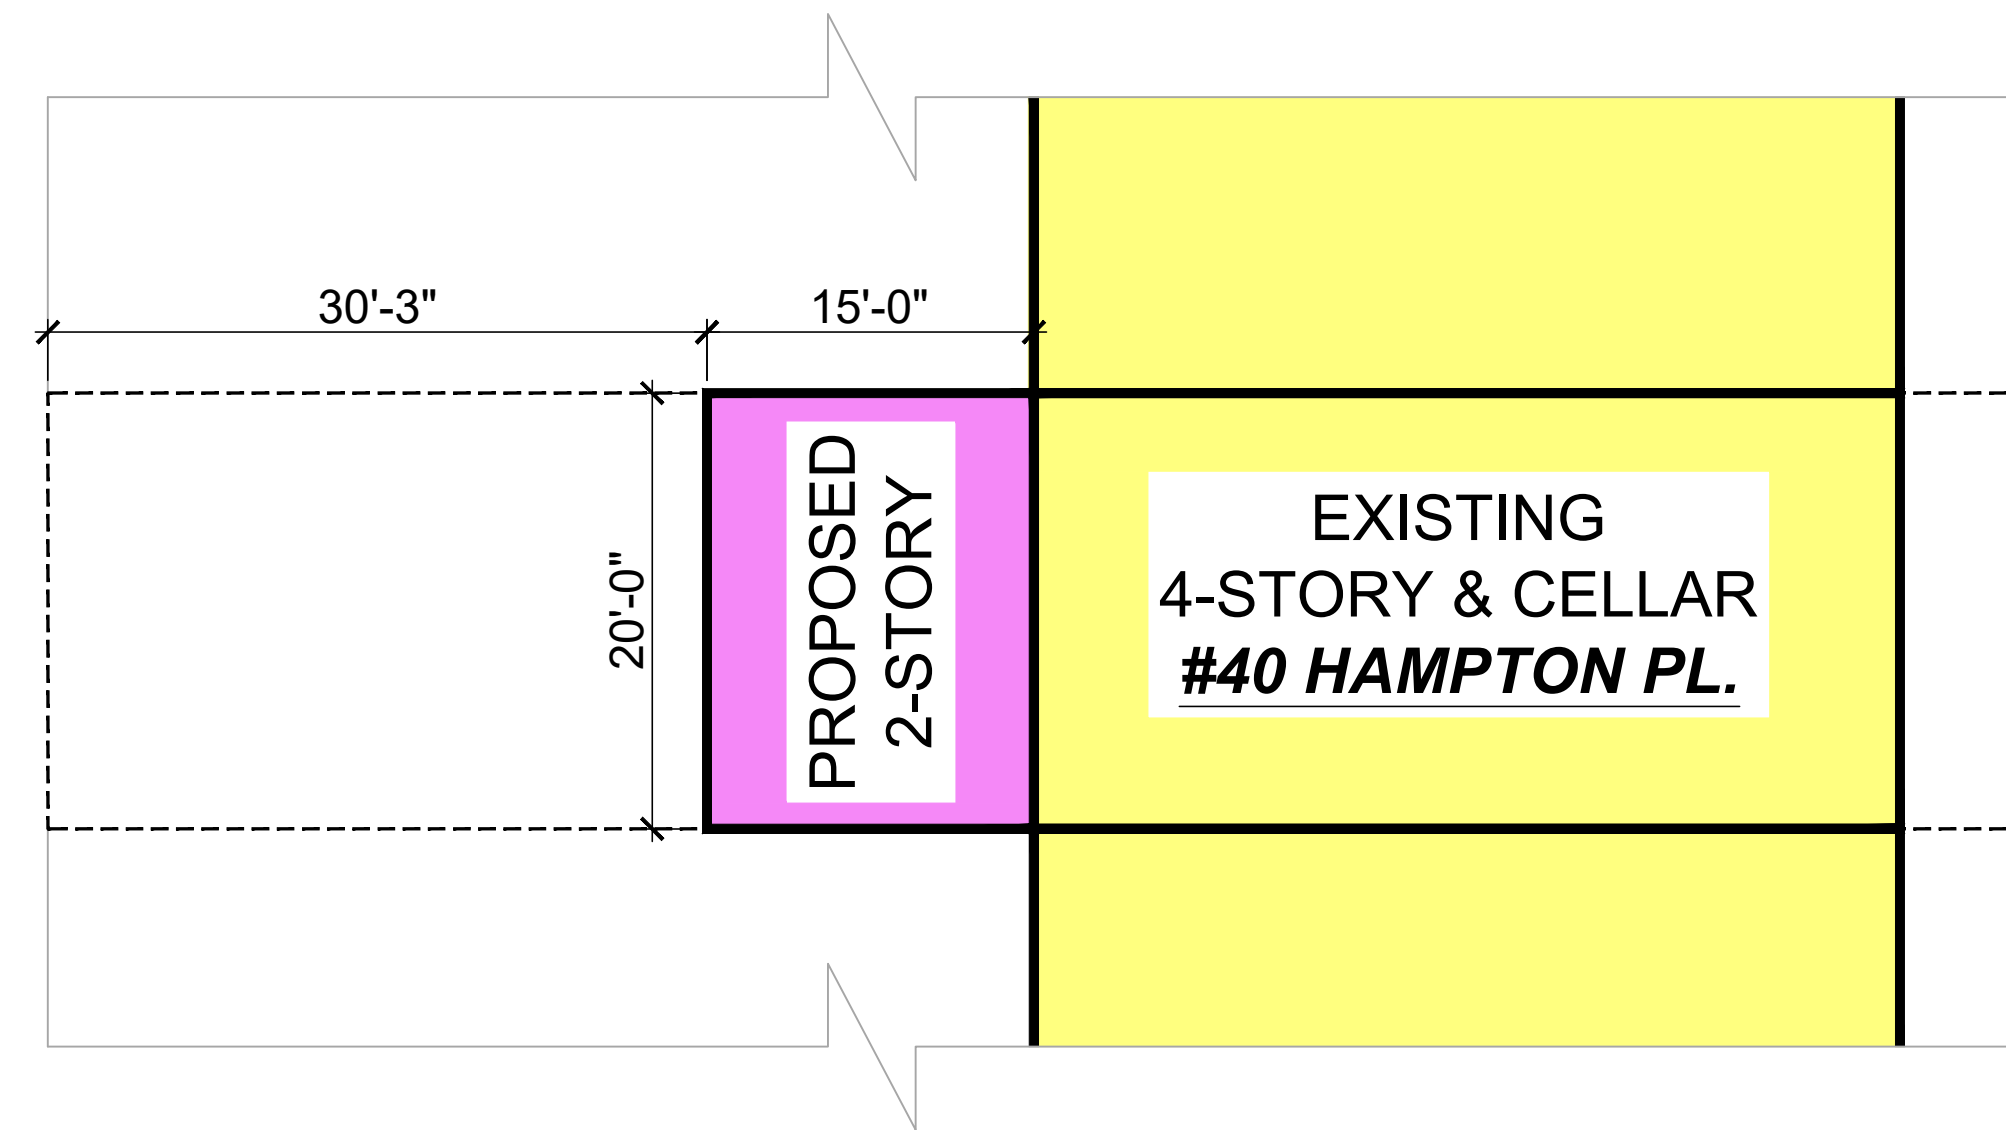 30'-3"
15'-0"
20'-0"
PROPOSED
2-STORY
EXISTING
4-STORY & CELLAR
#40 HAMPTON PL.